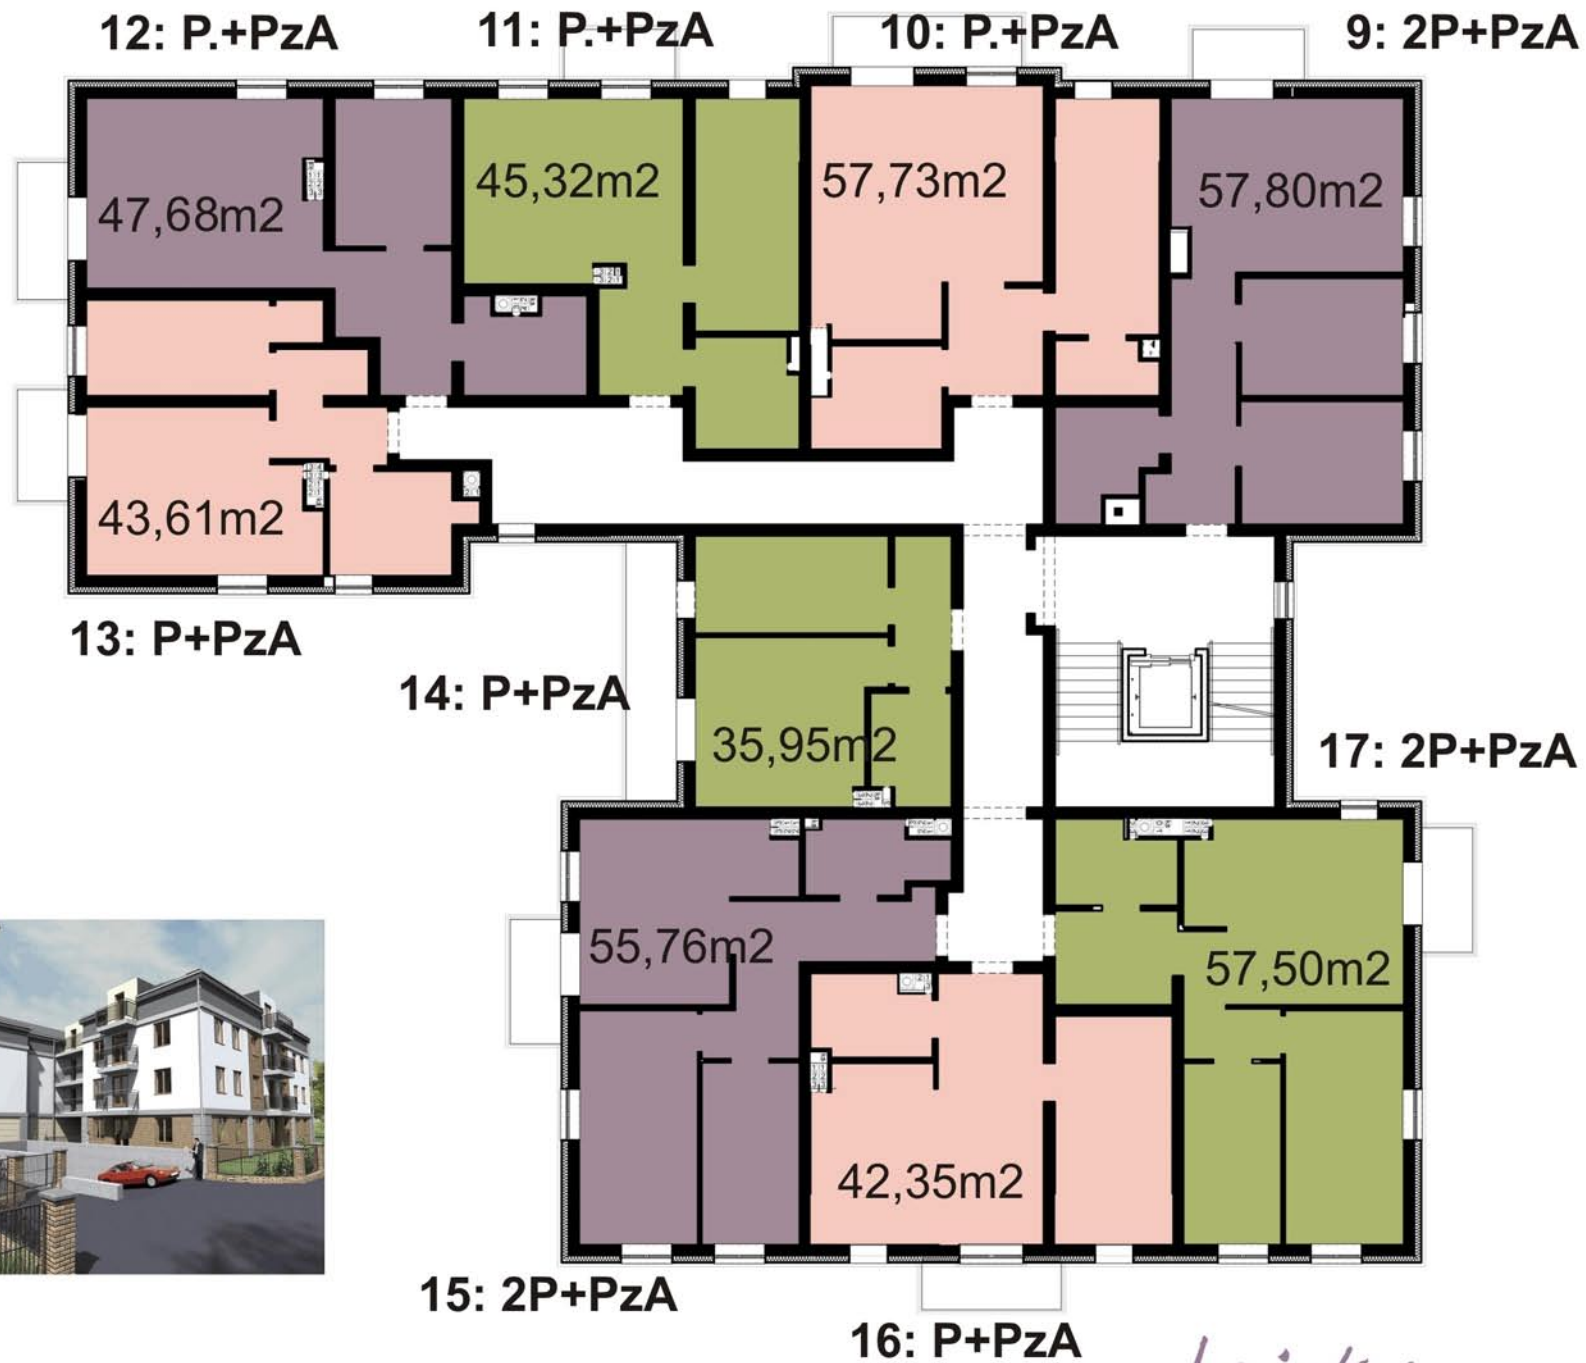 12: P.+PzA
11: P.+PzA
10: P.+PzA
9: 2P+PzA
47,68m2
45,32m2
57,73m2
57,80m2
43,61m2
13: P+PzA
14: P+PzA
35,95m2
17: 2P+PzA
55,76m2
57,50m2
42,35m2
15: 2P+PzA
16: P+PzA